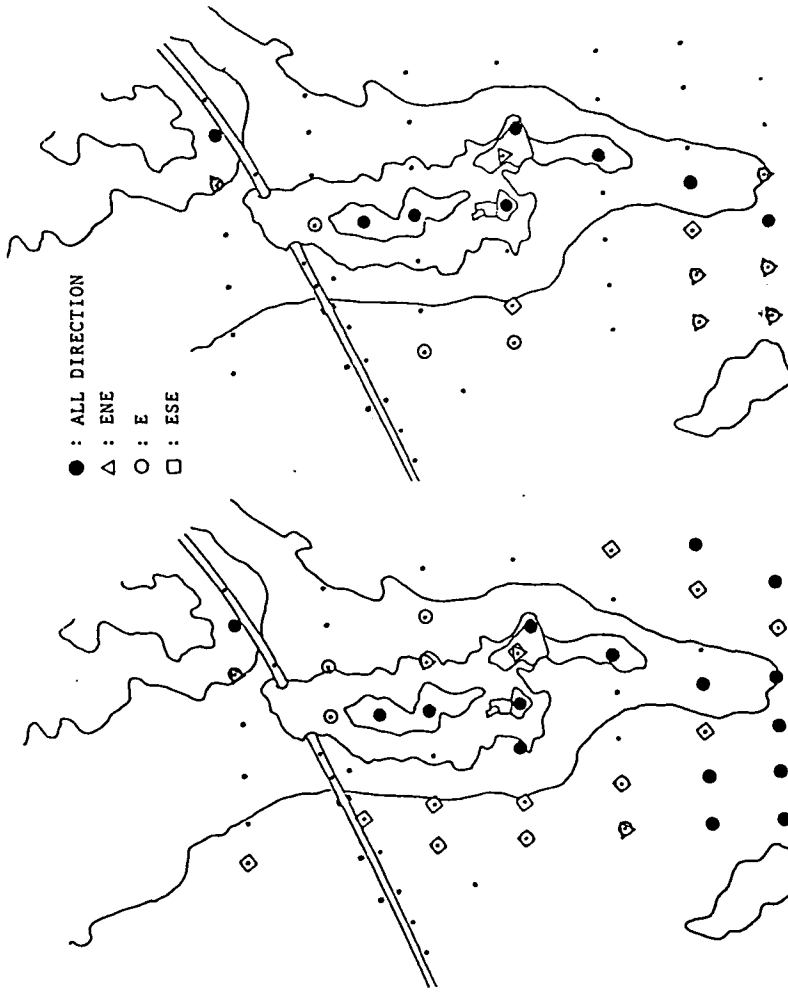 ● : ALL DIRECTION
△ : ENE
○ : E
□ : ESE